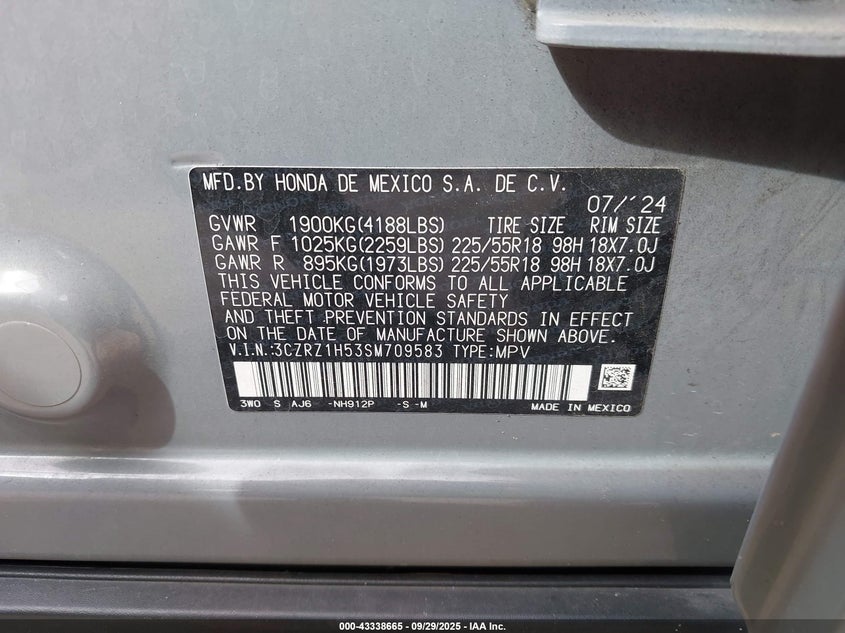 MFD.BY HONDA DE MEXICO S.A. DE C.V.
07/'24
GVWR 1900KG(4188LBS) TIRE SIZE RIM SIZE
GAWR F 1025KG(2259LBS) 225/55R18 98H 18X7.0J
GAWR R 895KG(1973LBS) 225/55R18 98H 18X7.0J
THIS VEHICLE CONFORMS TO ALL APPLICABLE
FEDERAL MOTOR VEHICLE SAFETY
AND THEFT PREVENTION STANDARDS IN EFFECT
ON THE DATE OF MANUFACTURE SHOWN ABOVE.
V.I.N.:3CZRZ1H53SM709583 TYPE:MPV
3W0 S AJ6 -NH912P -S -M MADE IN MEXICO
000-43338665 - 09/29/2025 - IAA Inc.